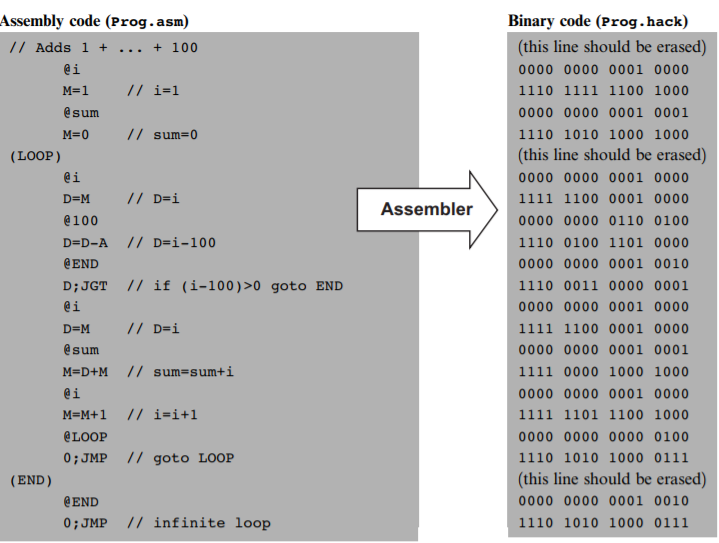 Assembly code (Prog.asm)
// Adds 1 + ... + 100
@i
M=1 // i=1
@sum
M=0 // sum=0
(LOOP)
@i
D=M // D=i
@100
D=D-A // D=i-100
@END
D;JGT // if (i-100)>0 goto END
@i
D=M // D=i
@sum
M=D+M // sum=sum+i
@i
M=M+1 // i=i+1
@LOOP
0;JMP // goto LOOP
(END)
@END
0;JMP // infinite loop
Assembler
Binary code (Prog.hack)
(this line should be erased)
0000 0000 0001 0000
1110 1111 1100 1000
0000 0000 0001 0001
1110 1010 1000 1000
(this line should be erased)
0000 0000 0001 0000
1111 1100 0001 0000
0000 0000 0110 0100
1110 0100 1101 0000
0000 0000 0001 0010
1110 0011 0000 0001
0000 0000 0001 0000
1111 1100 0001 0000
0000 0000 0001 0001
1111 0000 1000 1000
0000 0000 0001 0000
1111 1101 1100 1000
0000 0000 0000 0100
1110 1010 1000 0111
(this line should be erased)
0000 0000 0001 0010
1110 1010 1000 0111